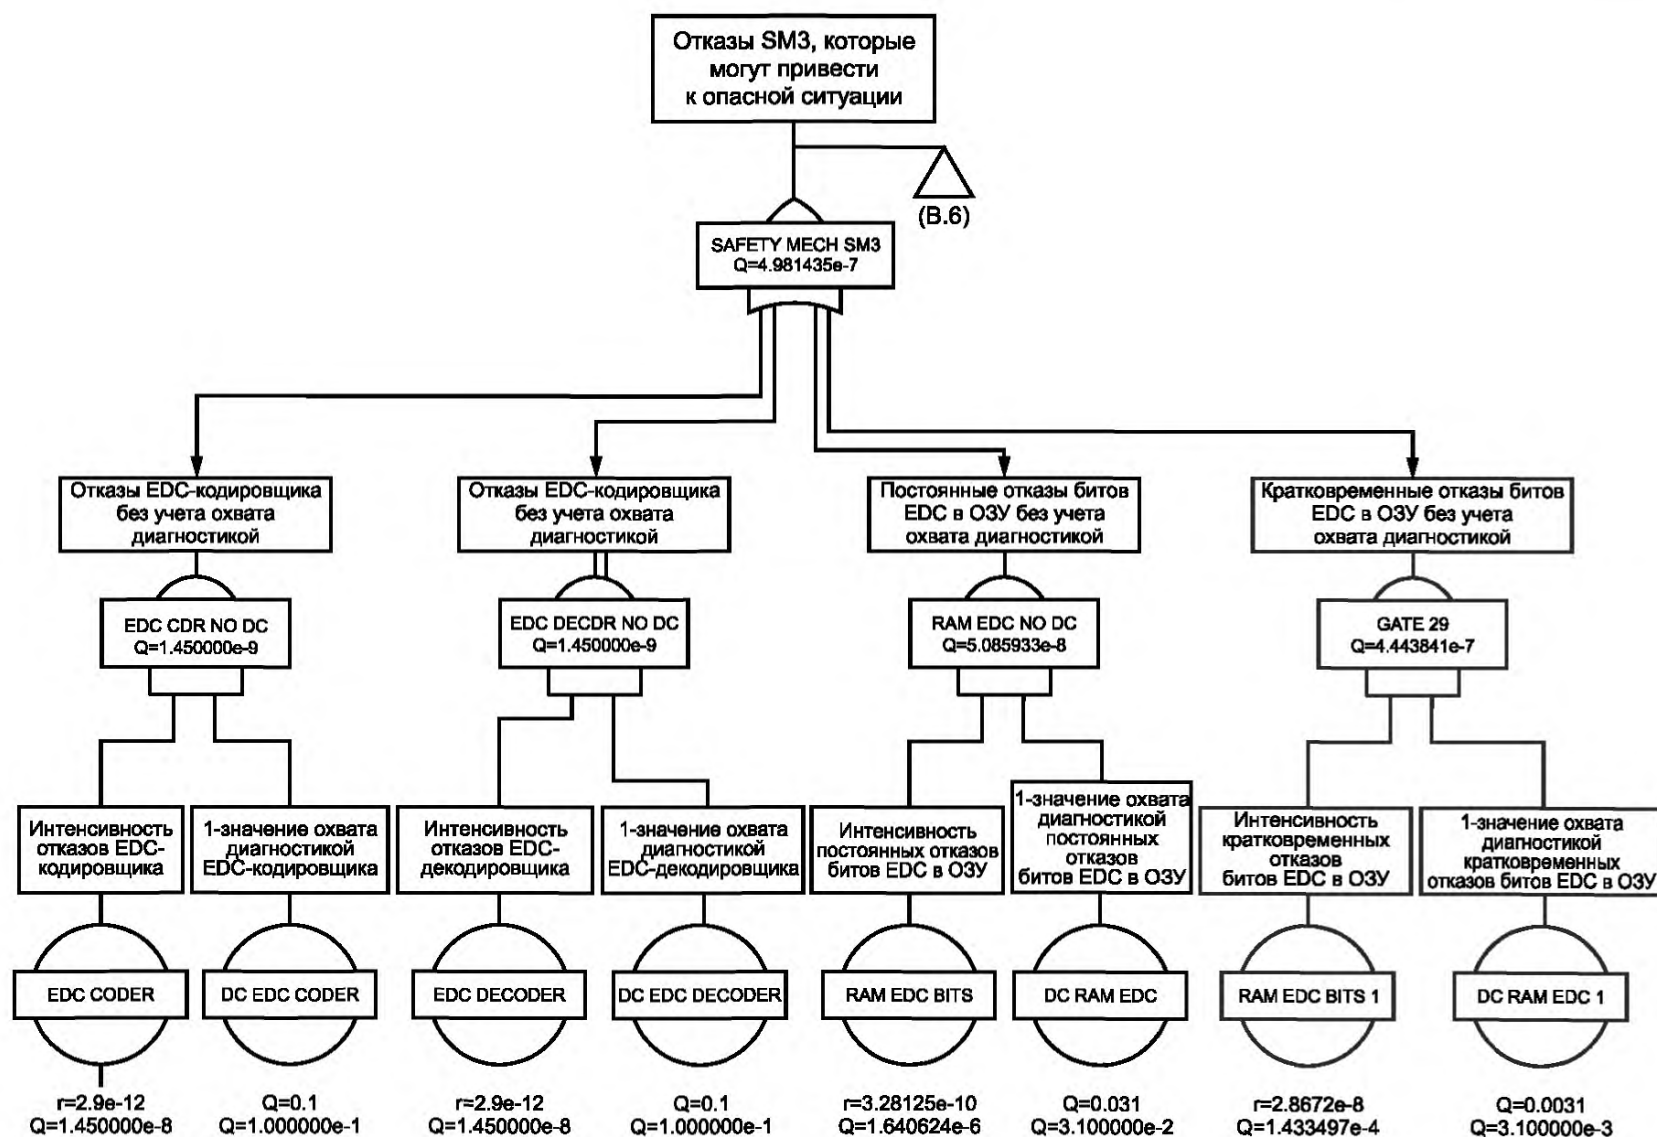 Отказы SM3, которые
могут привести
к опасной ситуации
(B.6)
SAFETY MECH SM3
Q=4.981435e-7
Отказы EDC-кодировщика
без учета охвата
диагностикой
Отказы EDC-кодировщика
без учета охвата
диагностикой
Постоянные отказы битов
EDC в ОЗУ без учета
охвата диагностикой
Кратковременные отказы битов
EDC в ОЗУ без учета
охвата диагностикой
EDC CDR NO DC
Q=1.450000e-9
EDC DECDR NO DC
Q=1.450000e-9
RAM EDC NO DC
Q=5.085933e-8
GATE 29
Q=4.443841e-7
Интенсивность
отказов EDC-
кодировщика
1-значение охвата
диагностикой
EDC-кодировщика
Интенсивность
отказов EDC-
декодировщика
1-значение охвата
диагностикой
EDC-декодировщика
Интенсивность
постоянных отказов
битов EDC в ОЗУ
1-значение охвата
диагностикой
постоянных
отказов
битов EDC в ОЗУ
Интенсивность
кратковременных
отказов
битов EDC в ОЗУ
1-значение охвата
диагностикой
кратковременных
отказов битов EDC в ОЗУ
EDC CODER
DC EDC CODER
EDC DECODER
DC EDC DECODER
RAM EDC BITS
DC RAM EDC
RAM EDC BITS 1
DC RAM EDC 1
r=2.9e-12
Q=1.450000e-8
Q=0.1
Q=1.000000e-1
r=2.9e-12
Q=1.450000e-8
Q=0.1
Q=1.000000e-1
r=3.28125e-10
Q=1.640624e-6
Q=0.031
Q=3.100000e-2
r=2.8672e-8
Q=1.433497e-4
Q=0.0031
Q=3.100000e-3